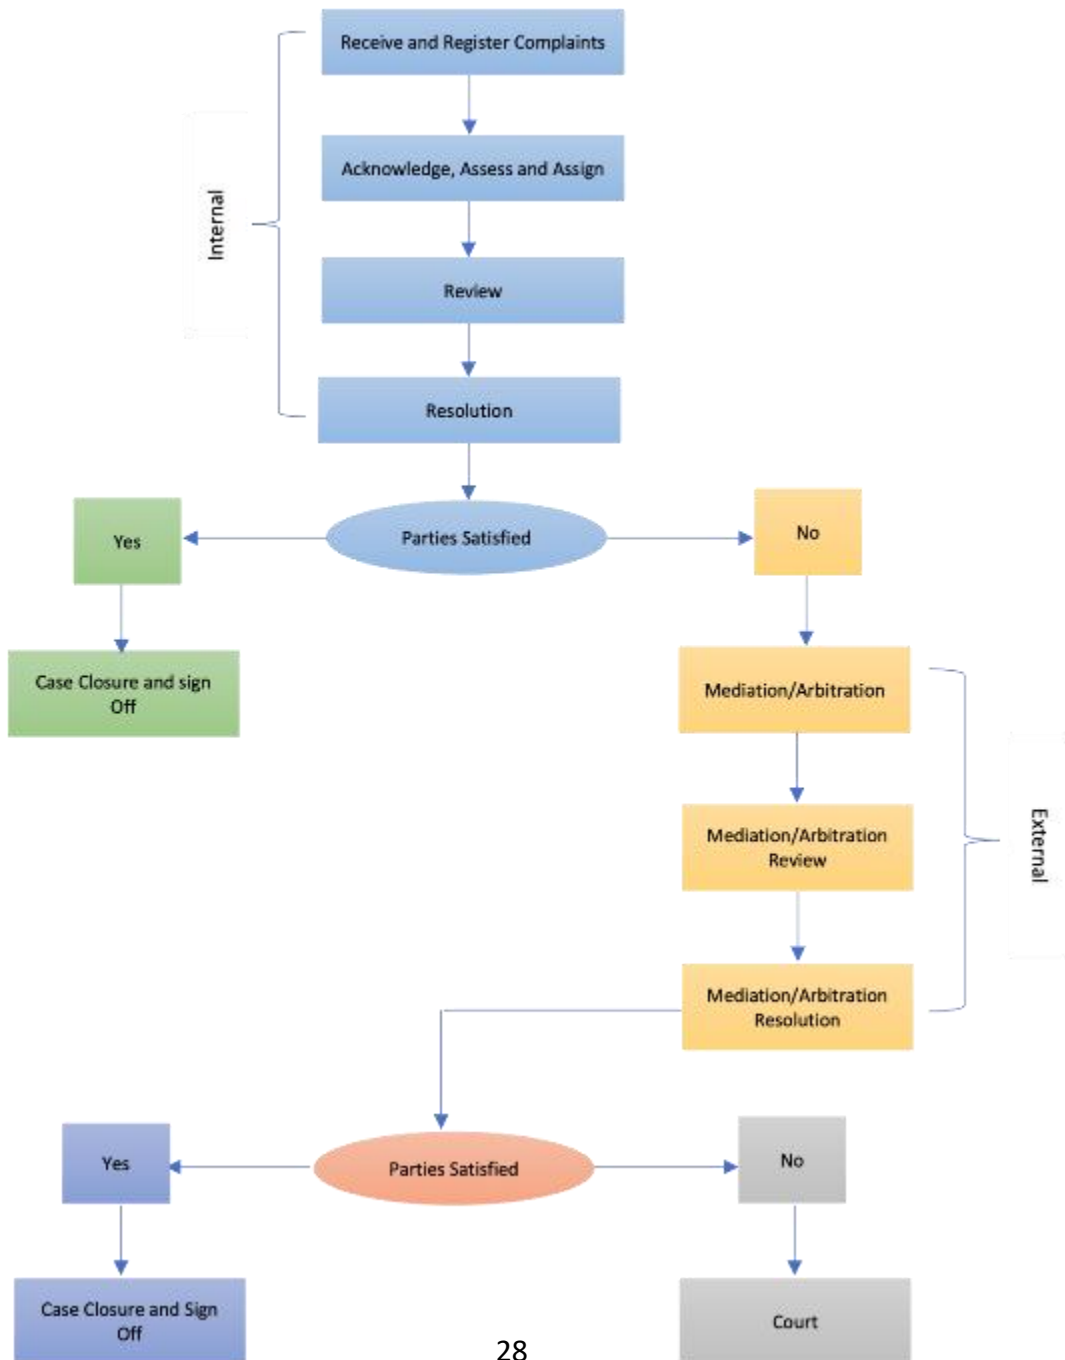 Receive and Register Complaints
Acknowledge, Assess and Assign
Internal
Review
Resolution
Parties Satisfied
Yes
No
Case Closure and sign
Off
Mediation/Arbitration
Mediation/Arbitration
Review
External
Mediation/Arbitration
Resolution
Parties Satisfied
Yes
No
Case Closure and Sign
Off
Court
28